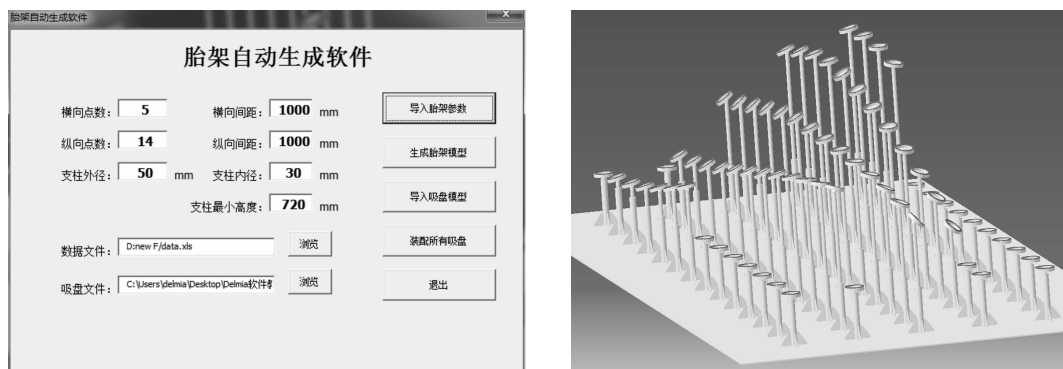 胎架自动生成软件
胎架自动生成软件
横向点数： 5 横向间距： 1000 mm 导入胎架参数
纵向点数： 14 纵向间距： 1000 mm 生成胎架模型
支柱外径： 50 mm 支柱内径： 30 mm 导入吸盘模型
支柱最小高度： 720 mm
数据文件： D:new F/data.xls 浏览 装配所有吸盘
吸盘文件： C:\Users\delmia\Desktop\Delmia软件 浏览 退出